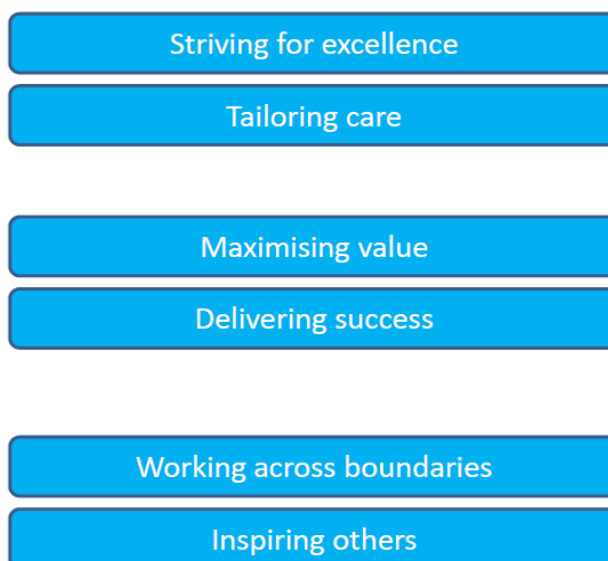 Striving for excellence
Tailoring care
Maximising value
Delivering success
Working across boundaries
Inspiring others